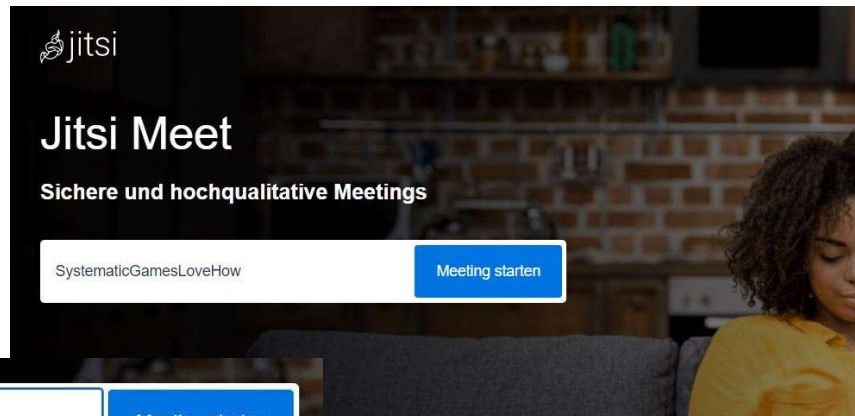 jitsi
Jitsi Meet
Sichere und hochqualitative Meetings
SystematicGamesLoveHow
Meeting starten